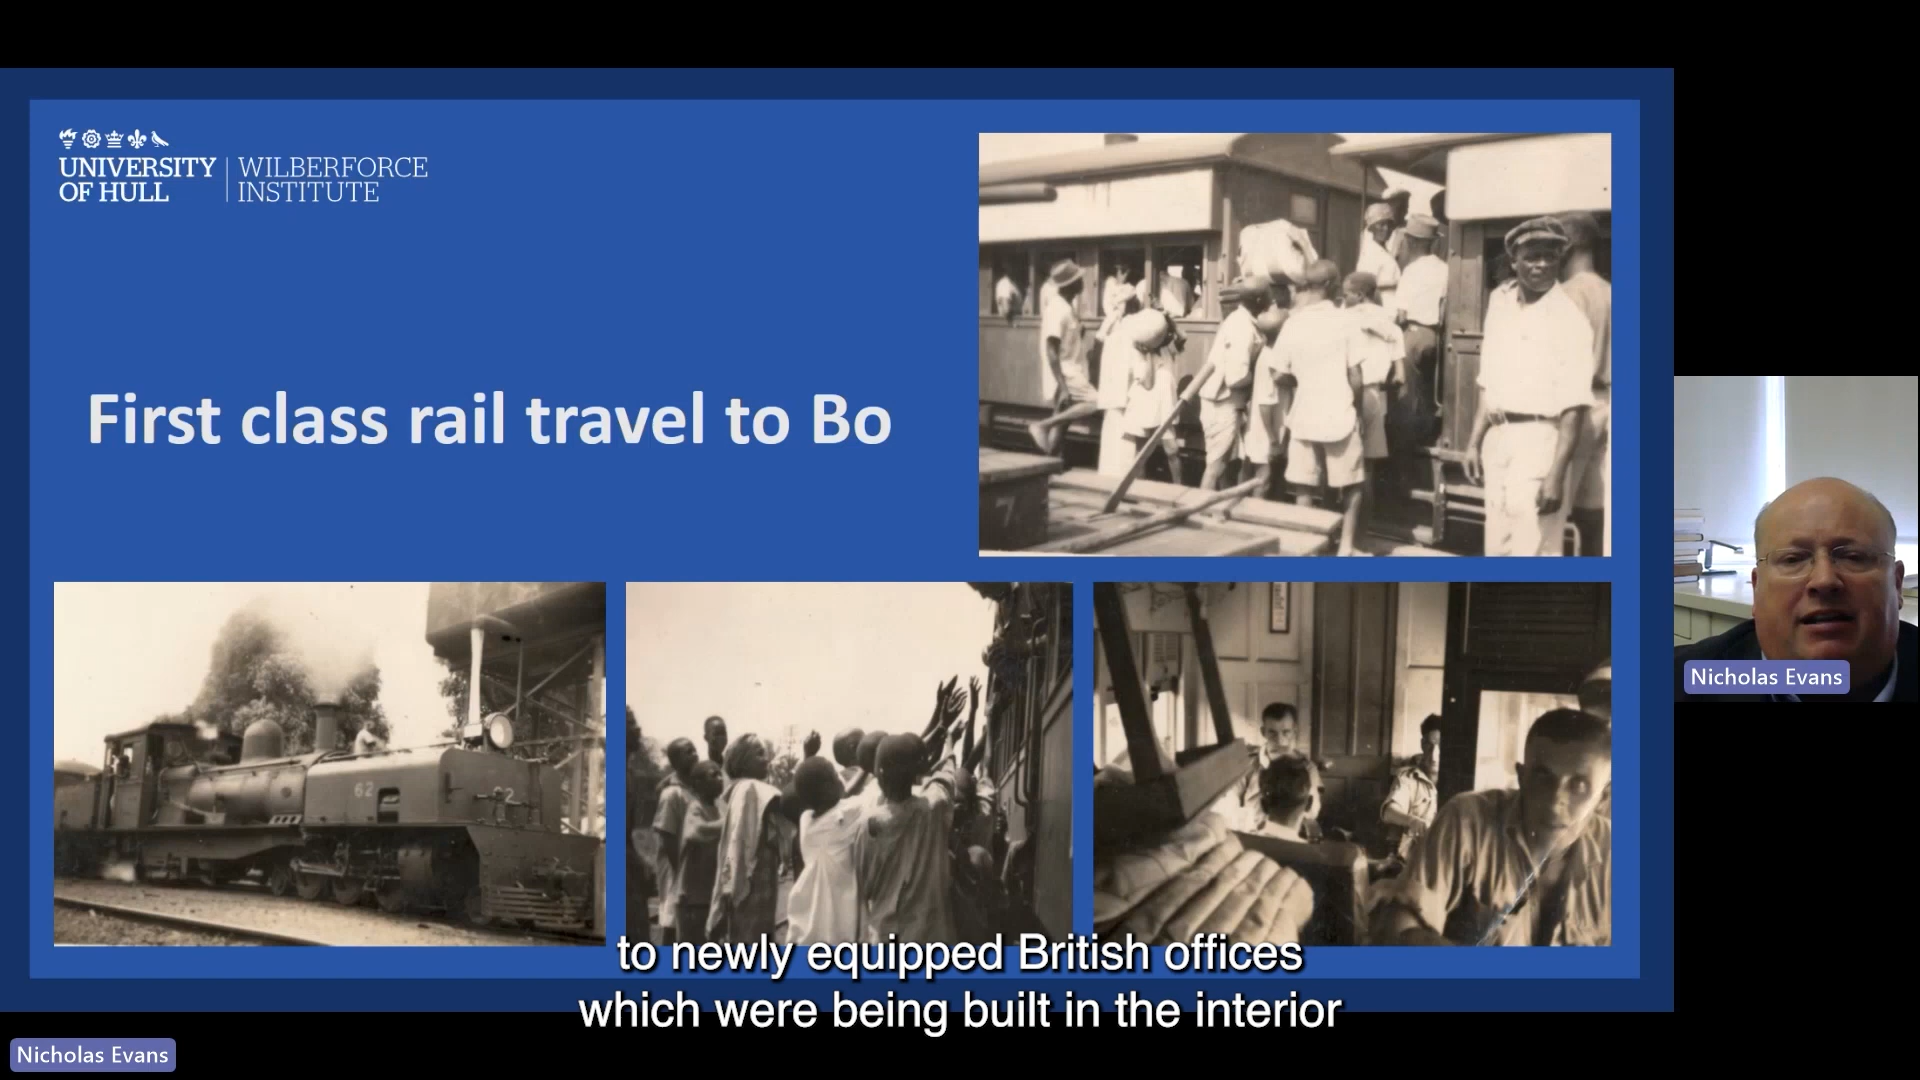 UNIVERSITY
OF HULL
WILBERFORCE
INSTITUTE
First class rail travel to Bo
62
62
Nicholas Evans
to newly equipped British offices
which were being built in the interior
Nicholas Evans